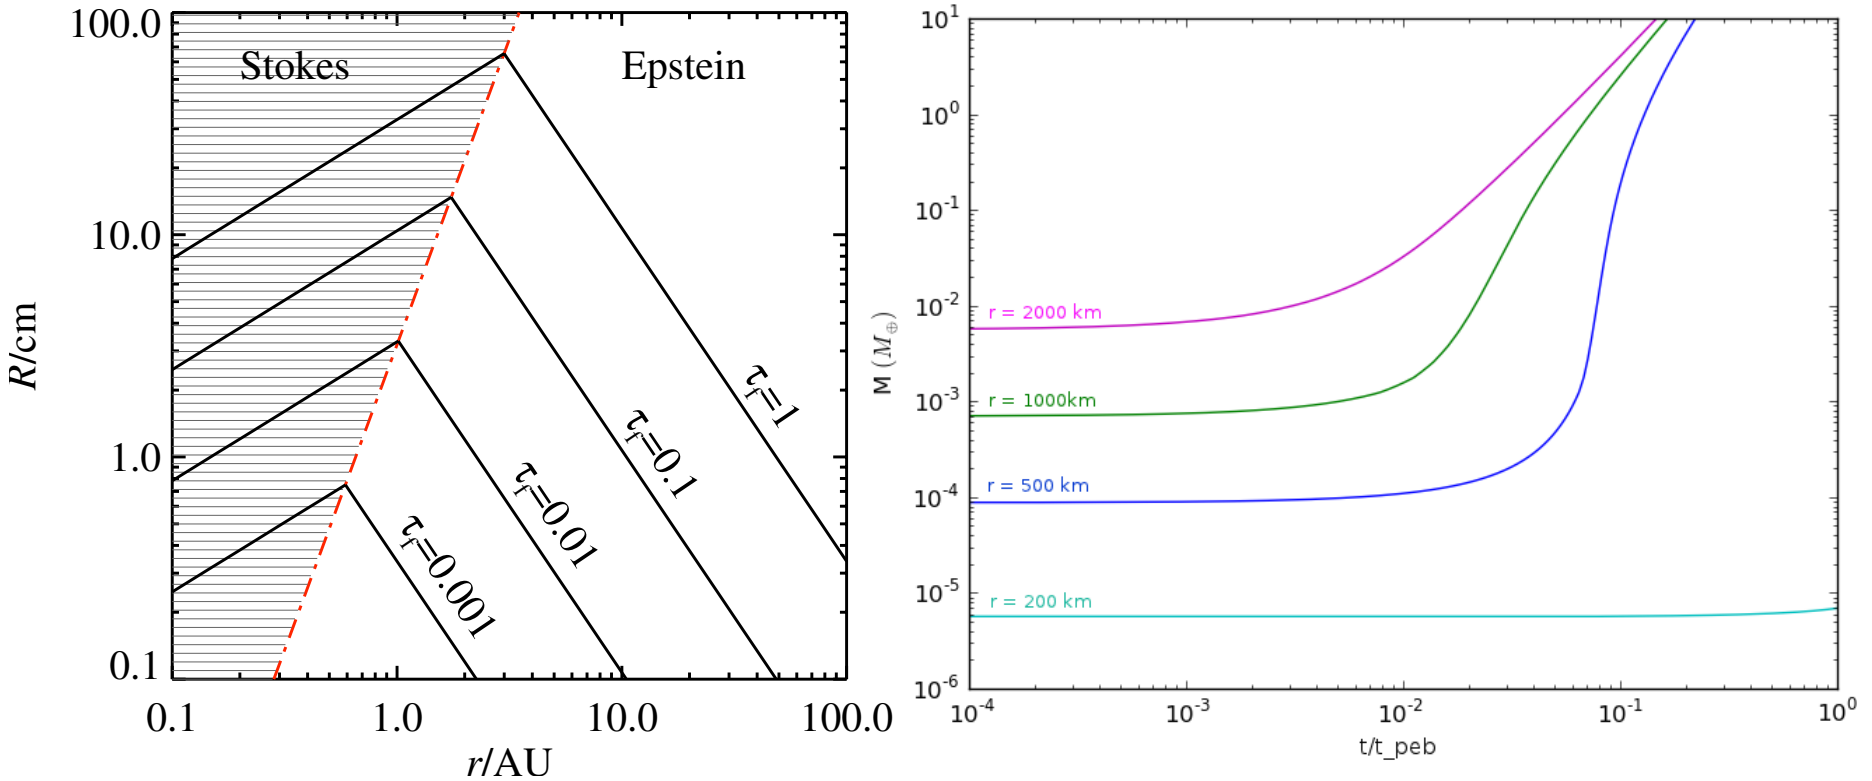 100.0
10.0
1.0
0.1
R/cm
Stokes
Epstein
τf=1
τf=0.1
τf=0.01
τf=0.001
0.1 1.0 10.0 100.0
r/AU
10^1
10^0
10^-1
10^-2
10^-3
10^-4
10^-5
10^-6
M (M⊕)
r = 2000 km
r = 1000km
r = 500 km
r = 200 km
10^-4 10^-3 10^-2 10^-1 10^0
t/t_peb